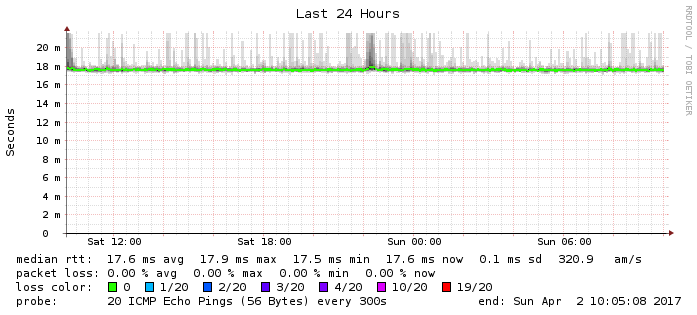 Last 24 Hours
RRDTOOL / TOBI OETIKER
Seconds
20 m
18 m
16 m
14 m
12 m
10 m
8 m
6 m
4 m
2 m
0
Sat 12:00 Sat 18:00 Sun 00:00 Sun 06:00
median rtt: 17.6 ms avg 17.9 ms max 17.5 ms min 17.6 ms now 0.1 ms sd 320.9 am/s
packet loss: 0.00 % avg 0.00 % max 0.00 % min 0.00 % now
loss color: 0 1/20 2/20 3/20 4/20 10/20 19/20
probe: 20 ICMP Echo Pings (56 Bytes) every 300s end: Sun Apr 2 10:05:08 2017